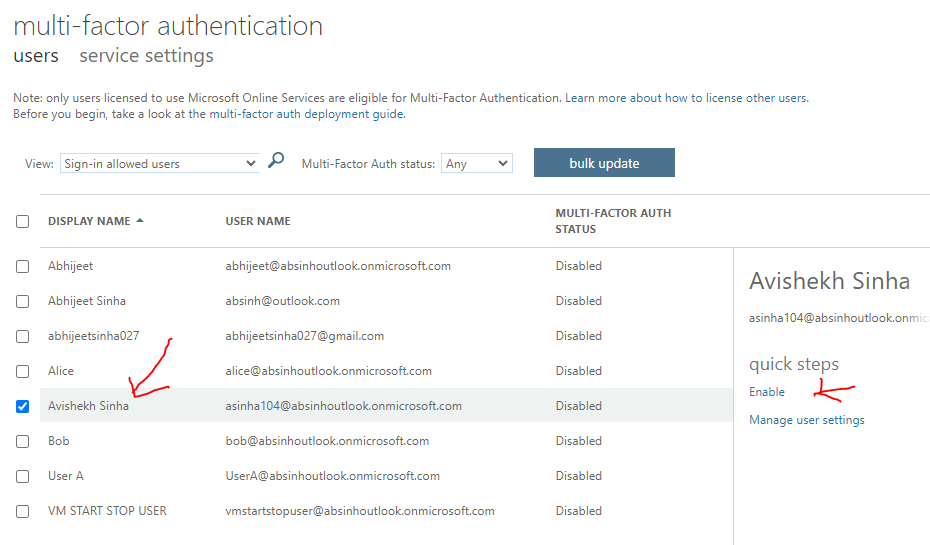 multi-factor authentication
users service settings
Note: only users licensed to use Microsoft Online Services are eligible for Multi-Factor Authentication. Learn more about how to license other users.
Before you begin, take a look at the multi-factor auth deployment guide.
View: Sign-in allowed users Multi-Factor Auth status: Any bulk update
DISPLAY NAME USER NAME MULTI-FACTOR AUTH
STATUS
Abhijeet abhijeet@absinhoutlook.onmicrosoft.com Disabled
Abhijeet Sinha absinh@outlook.com Disabled
abhijeetsinha027 abhijeetsinha027@gmail.com Disabled
Alice alice@absinhoutlook.onmicrosoft.com Disabled
Avishekh Sinha asinha104@absinhoutlook.onmicrosoft.com Disabled
Bob bob@absinhoutlook.onmicrosoft.com Disabled
User A UserA@absinhoutlook.onmicrosoft.com Disabled
VM START STOP USER vmstartstopuser@absinhoutlook.onmicrosoft.com Disabled
Avishekh Sinha
asinha104@absinhoutlook.onmic
quick steps
Enable
Manage user settings